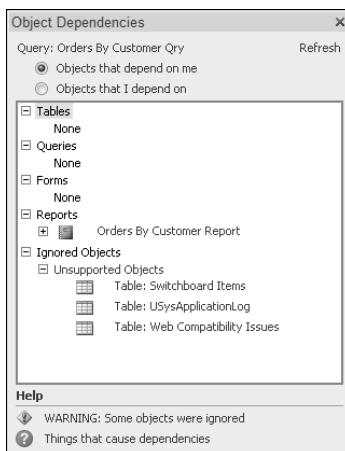 Object Dependencies
Query: Orders By Customer Qry Refresh
Objects that depend on me
Objects that I depend on
Tables
None
Queries
None
Forms
None
Reports
Orders By Customer Report
Ignored Objects
Unsupported Objects
Table: Switchboard Items
Table: USysApplicationLog
Table: Web Compatibility Issues
Help
WARNING: Some objects were ignored
Things that cause dependencies